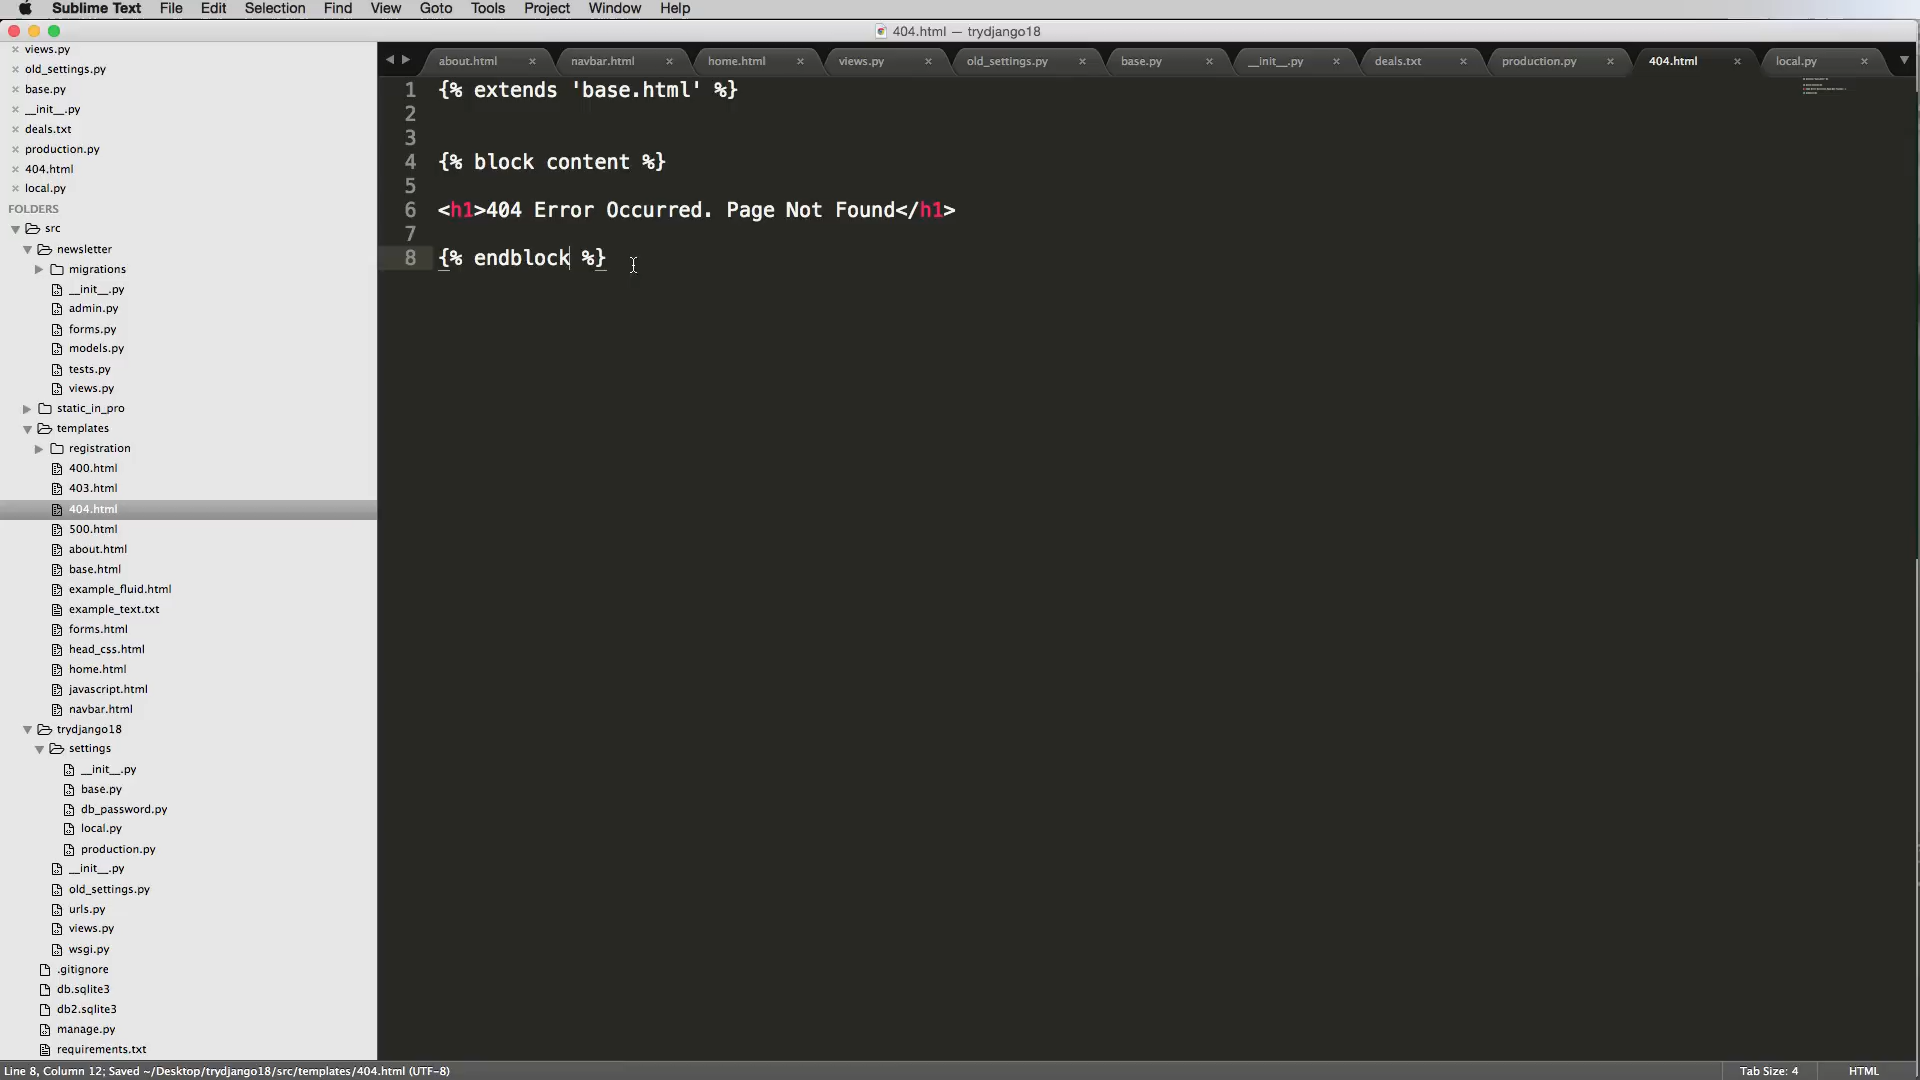 Sublime Text File Edit Selection Find View Goto Tools Project Window Help
404.html — trydjango18
views.py
old_settings.py
base.py
__init__.py
deals.txt
production.py
404.html
local.py
FOLDERS
src
newsletter
migrations
__init__.py
admin.py
forms.py
models.py
tests.py
views.py
static_in_pro
templates
registration
400.html
403.html
404.html
500.html
about.html
base.html
example_fluid.html
example_text.txt
forms.html
head_css.html
home.html
javascript.html
navbar.html
trydjango18
settings
__init__.py
base.py
db_password.py
local.py
production.py
__init__.py
old_settings.py
urls.py
views.py
wsgi.py
.gitignore
db.sqlite3
db2.sqlite3
manage.py
requirements.txt
about.html navbar.html home.html views.py old_settings.py base.py __init__.py deals.txt production.py 404.html local.py
1 {% extends 'base.html' %}
2
3
4 {% block content %}
5
6 <h1>404 Error Occurred. Page Not Found</h1>
7
8 {% endblock %}
Line 8, Column 12; Saved ~/Desktop/trydjango18/src/templates/404.html (UTF-8) Tab Size: 4 HTML